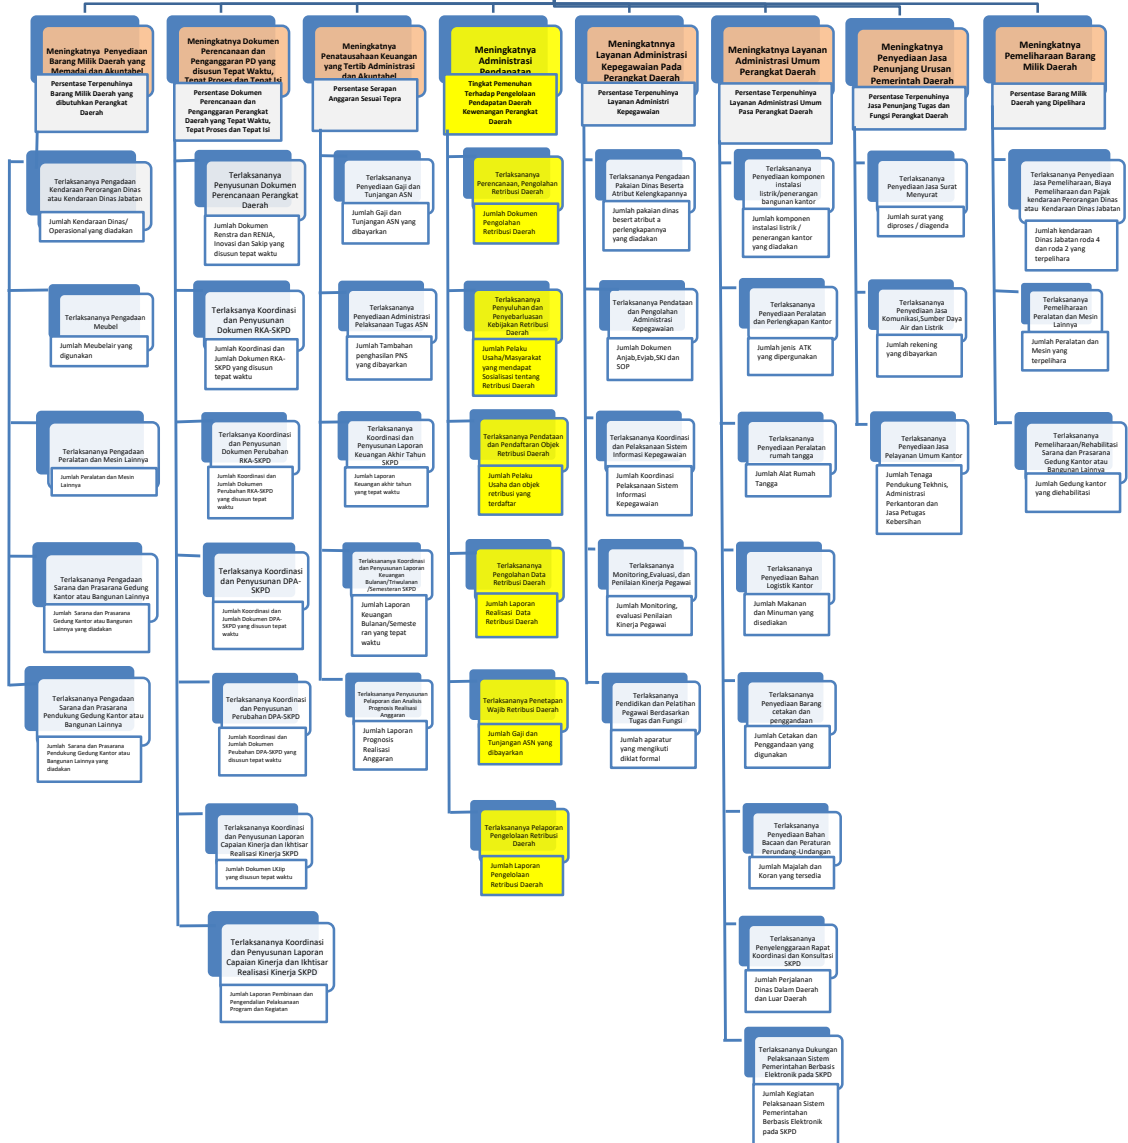 Meningkatnya Penyediaan
Barang Milik Daerah yang
Memadai dan Akuntabel
Persentase Terpenuhinya
Barang Milik Daerah yang
dibutuhkan Perangkat
Daerah
Terlaksananya Pengadaan
Kendaraan Perorangan Dinas
atau Kendaraan Dinas Jabatan
Jumlah Kendaraan Dinas/
Operasional yang diadakan
Terlaksananya Pengadaan
Meubel
Jumlah Meubelair yang
digunakan
Terlaksananya Pengadaan
Peralatan dan Mesin Lainnya
Jumlah Peralatan dan Mesin
Lainnya
Terlaksananya Pengadaan
Sarana dan Prasarana Gedung
Kantor atau Bangunan Lainnya
Jumlah Sarana dan Prasarana
Gedung Kantor atau Bangunan
Lainnya yang diadakan
Terlaksananya Pengadaan
Sarana dan Prasarana
Pendukung Gedung Kantor atau
Bangunan Lainnya
Jumlah Sarana dan Prasarana
Pendukung Gedung Kantor atau
Bangunan Lainnya yang
diadakan
Meningkatnya Dokumen
Perencanaan dan
Penganggaran PD yang
disusun Tepat Waktu,
Tepat Proses dan Tepat Isi
Persentase Dokumen
Perencanaan dan
Penganggaran Perangkat
Daerah yang Tepat Waktu,
Tepat Proses dan Tepat Isi
Terlaksananya
Penyusunan Dokumen
Perencanaan Perangkat
Daerah
Jumlah Dokumen
Renstra dan RENJA,
Inovasi dan Sakip yang
disusun tepat waktu
Terlaksanya Koordinasi
dan Penyusunan
Dokumen RKA-SKPD
Jumlah Koordinasi dan
Jumlah Dokumen RKA-
SKPD yang disusun
tepat waktu
Terlaksanya Koordinasi
dan Penyusunan
Dokumen Perubahan
RKA-SKPD
Jumlah Koordinasi dan
Jumlah Dokumen
Perubahan RKA-SKPD
yang disusun tepat
waktu
Terlaksanya Koordinasi
dan Penyusunan DPA-
SKPD
Jumlah Koordinasi dan
Jumlah Dokumen DPA-
SKPD yang disusun tepat
waktu
Terlaksananya Koordinasi
dan Penyusunan
Perubahan DPA-SKPD
Jumlah Koordinasi dan
Jumlah Dokumen
Peubahan DPA-SKPD yang
disusun tepat waktu
Terlaksananya Koordinasi
dan Penyusunan Laporan
Capaian Kinerja dan Ikhtisar
Realisasi Kinerja SKPD
Jumlah Dokumen LKJip
yang disusun tepat waktu
Terlaksananya Koordinasi
dan Penyusunan Laporan
Capaian Kinerja dan Ikhtisar
Realisasi Kinerja SKPD
Jumlah Laporan Pembinaan dan
Pengendalian Pelaksanaan
Program dan Kegiatan
Meningkatnya
Penatausahaan Keuangan
yang Tertib Administrasi
dan Akuntabel
Persentase Serapan
Anggaran Sesuai Tepra
Terlaksananya
Penyediaan Gaji dan
Tunjangan ASN
Jumlah Gaji dan
Tunjangan ASN yang
dibayarkan
Terlaksananya
Penyediaan Administrasi
Pelaksanaan Tugas ASN
Jumlah Tambahan
penghasilan PNS
yang dibayarkan
Terlaksananya
Koordinasi dan
Penyusunan Laporan
Keuangan Akhir Tahun
SKPD
Jumlah Laporan
Keuangan akhir tahun
yang tepat waktu
Terlaksananya Koordinasi
dan Penyusunan Laporan
Keuangan
Bulanan/Triwulanan
/Semesteran SKPD
Jumlah Laporan
Keuangan
Bulanan/Semeste
ran yang tepat
waktu
Terlaksananya Penyusunan
Pelaporan dan Analisis
Prognosis Realisasi
Anggaran
Jumlah Laporan
Prognosis
Realisasi
Anggaran
Meningkatnya
Administrasi
Pendapatan
Tingkat Pemenuhan
Terhadap Pengelolaan
Pendapatan Daerah
Kewenangan Perangkat
Daerah
Terlaksananya
Perencanaan, Pengolahan
Retribusi Daerah
Jumlah Dokumen
Pengolahan
Retribusi Daerah
Terlaksananya
Penyuluhan dan
Penyebarluasan
Kebijakan Retribusi
Daerah
Jumlah Pelaku
Usaha/Masyarakat
yang mendapat
Sosialisasi tentang
Retribusi Daerah
Terlaksananya Pendataan
dan Pendaftaran Objek
Retribusi Daerah
Jumlah Pelaku
Usaha dan objek
retribusi yang
terdaftar
Terlaksananya
Pengolahan Data
Retribusi Daerah
Jumlah Laporan
Realisasi Data
Retribusi Daerah
Terlaksananya Penetapan
Wajib Retribusi Daerah
Jumlah Gaji dan
Tunjangan ASN yang
dibayarkan
Terlaksananya Pelaporan
Pengelolaan Retribusi
Daerah
Jumlah Laporan
Pengelolaan
Retribusi Daerah
Meningkatnnya
Layanan Administrasi
Kepegawaian Pada
Perangkat Daerah
Persentase Terpenuhinya
Layanan Administri
Kepegawaian
Terlaksananya Pengadaan
Pakaian Dinas Beserta
Atribut Kelengkapannya
Jumlah pakaian dinas
besert atribut a
perlengkapannya
yang diadakan
Terlaksananya Pendataan
dan Pengolahan
Administrasi
Kepegawaian
Jumlah Dokumen
Anjab,Evjab,SKJ dan
SOP
Terlaksananya Koordinasi
dan Pelaksanaan Sistem
Informasi Kepegawaian
Jumlah Koordinasi
Pelaksanaan Sistem
Informasi
Kepegawaian
Terlaksananya
Monitoring,Evaluasi, dan
Penilaian Kinerja Pegawai
Jumlah Monitoring,
evaluasi Penilaian
Kinerja Pegawai
Terlaksananya
Pendidikan dan Pelatihan
Pegawai Berdasarkan
Tugas dan Fungsi
Jumlah aparatur
yang mengikuti
diklat formal
Meningkatnya Layanan
Administrasi Umum
Perangkat Daerah
Persentase Terpenuhinya
Layanan Administrasi Umum
Pasa Perangkat Daerah
Terlaksananya
Penyediaan komponen
instalasi
listrik/penerangan
bangunan kantor
Jumlah komponen
instalasi listrik /
penerangan kantor
yang diadakan
Terlaksananya
Penyediaan Peralatan
dan Perlengkapan Kantor
Jumlah jenis ATK
yang dipergunakan
Terlaksananya
Penyediaan Peralatan
rumah tangga
Jumlah Alat Rumah
Tangga
Terlaksananya
Penyediaan Bahan
Logistik Kantor
Jumlah Makanan
dan Minuman yang
disediakan
Terlaksananya
Penyediaan Barang
cetakan dan
penggandaan
Jumlah Cetakan dan
Penggandaan yang
digunakan
Terlaksananya
Penyediaan Bahan
Bacaan dan Peraturan
Perundang-Undangan
Jumlah Majalah dan
Koran yang tersedia
Terlaksananya
Penyelenggaraan Rapat
Koordinasi dan Konsultasi
SKPD
Jumlah Perjalanan
Dinas Dalam Daerah
dan Luar Daerah
Terlaksananya Dukungan
Pelaksanaan Sistem
Pemerintahan Berbasis
Elektronik pada SKPD
Jumlah Kegiatan
Pelaksanaan Sistem
Pemerintahan
Berbasis Elektronik
pada SKPD
Meningkatnya
Penyediaan Jasa
Penunjang Urusan
Pemerintah Daerah
Persentase Terpenuhinya
Jasa Penunjang Tugas dan
Fungsi Perangkat Daerah
Terlaksananya
Penyediaan Jasa Surat
Menyurat
Jumlah surat yang
diproses / diagenda
Terlaksananya
Penyediaan Jasa
Komunikasi,Sumber Daya
Air dan Listrik
Jumlah rekening
yang dibayarkan
Terlaksananya
Penyediaan Jasa
Pelayanan Umum Kantor
Jumlah Tenaga
Pendukung Tekhnis,
Administrasi
Perkantoran dan
Jasa Petugas
Kebersihan
Meningkatnya
Pemeliharaan Barang
Milik Daerah
Persentase Barang Milik
Daerah yang Dipelihara
Terlaksananya Penyediaan
Jasa Pemeliharaan, Biaya
Pemeliharaan dan Pajak
kendaraan Perorangan Dinas
atau Kendaraan Dinas Jabatan
Jumlah kendaraan
Dinas Jabatan roda 4
dan roda 2 yang
terpelihara
Terlaksananya
Pemeliharaan
Peralatan dan Mesin
Lainnya
Jumlah Peralatan dan
Mesin yang
terpelihara
Terlaksananya
Pemeliharaan/Rehabilitasi
Sarana dan Prasarana
Gedung Kantor atau
Bangunan Lainnya
Jumlah Gedung kantor
yang diehabilitasi